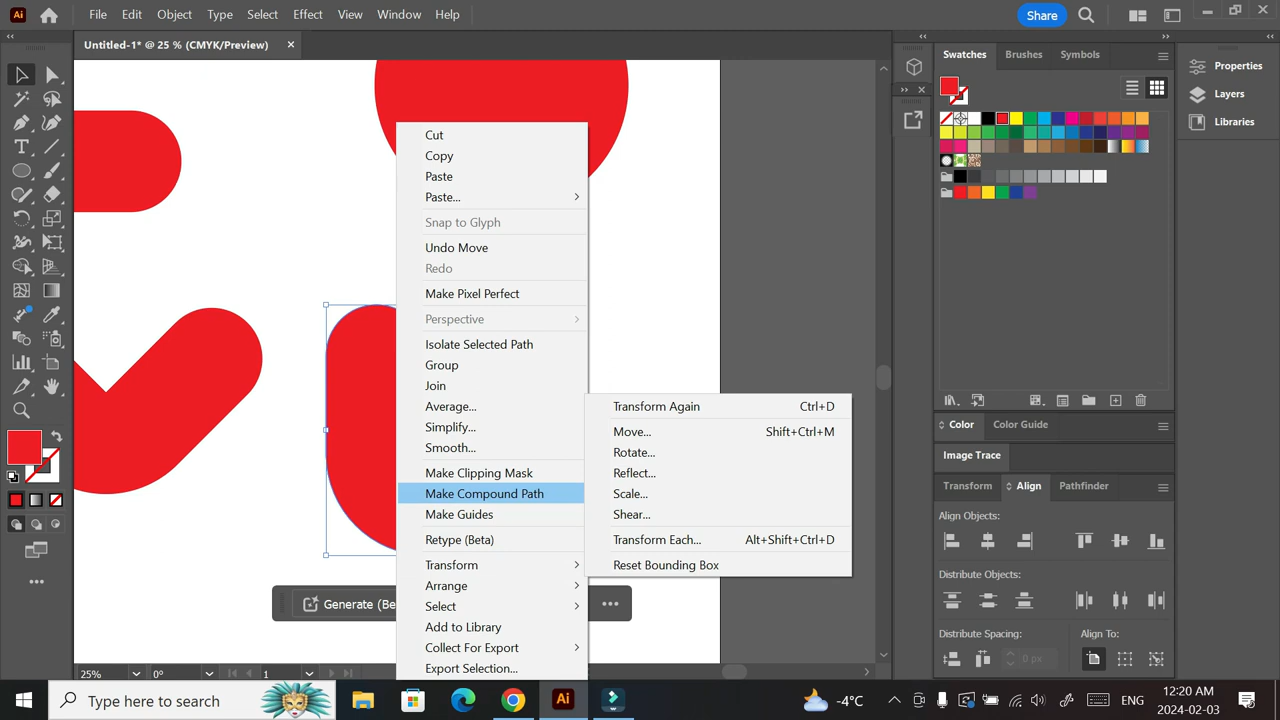 Ai File Edit Object Type Select Effect View Window Help Share
Untitled-1* @ 25 % (CMYK/Preview)
Swatches Brushes Symbols
Properties
Layers
Libraries
Cut
Copy
Paste
Paste...
Snap to Glyph
Undo Move
Redo
Make Pixel Perfect
Perspective
Isolate Selected Path
Group
Join
Average...
Simplify...
Smooth...
Make Clipping Mask
Make Compound Path
Make Guides
Retype (Beta)
Transform
Arrange
Select
Add to Library
Collect For Export
Export Selection...
Transform Again Ctrl+D
Move... Shift+Ctrl+M
Rotate...
Reflect...
Scale...
Shear...
Transform Each... Alt+Shift+Ctrl+D
Reset Bounding Box
Generate (Be
Color Color Guide
Image Trace
Transform Align Pathfinder
Align Objects:
Distribute Objects:
Distribute Spacing: Align To:
0 px
25% 0° 1
Type here to search
Ai
-4°C
ENG
12:20 AM
2024-02-03